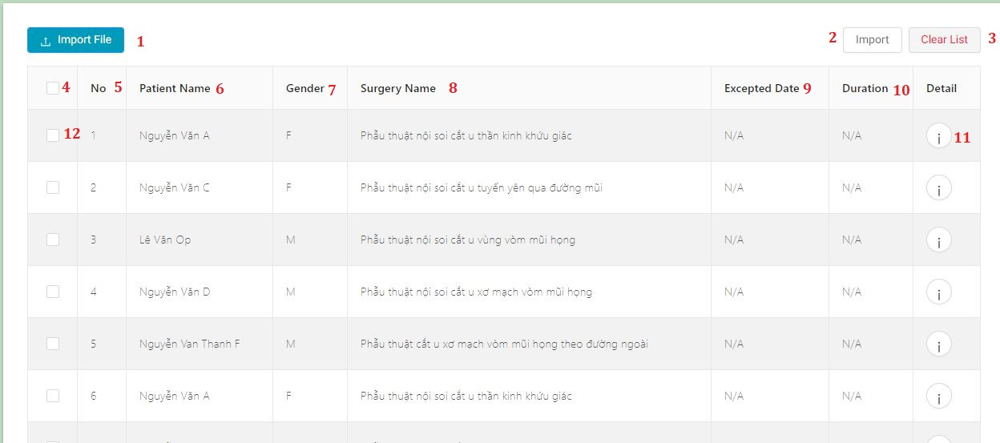 Import File 1 2 Import Clear List 3
4 No 5 Patient Name 6 Gender 7 Surgery Name 8 Excepted Date 9 Duration 10 Detail
12 1 Nguyễn Văn A F Phẫu thuật nội soi cắt u thần kinh khứu giác N/A N/A i 11
2 Nguyễn Văn C F Phẫu thuật nội soi cắt u tuyến yên qua đường mũi N/A N/A i
3 Lê Văn Op M Phẫu thuật nội soi cắt u vùng vòm mũi họng N/A N/A i
4 Nguyễn Văn D M Phẫu thuật nội soi cắt u xơ mạch vòm mũi họng N/A N/A i
5 Nguyễn Van Thanh F M Phẫu thuật cắt u xơ mạch vòm mũi họng theo đường ngoài N/A N/A i
6 Nguyễn Văn A F Phẫu thuật nội soi cắt u thần kinh khứu giác N/A N/A i